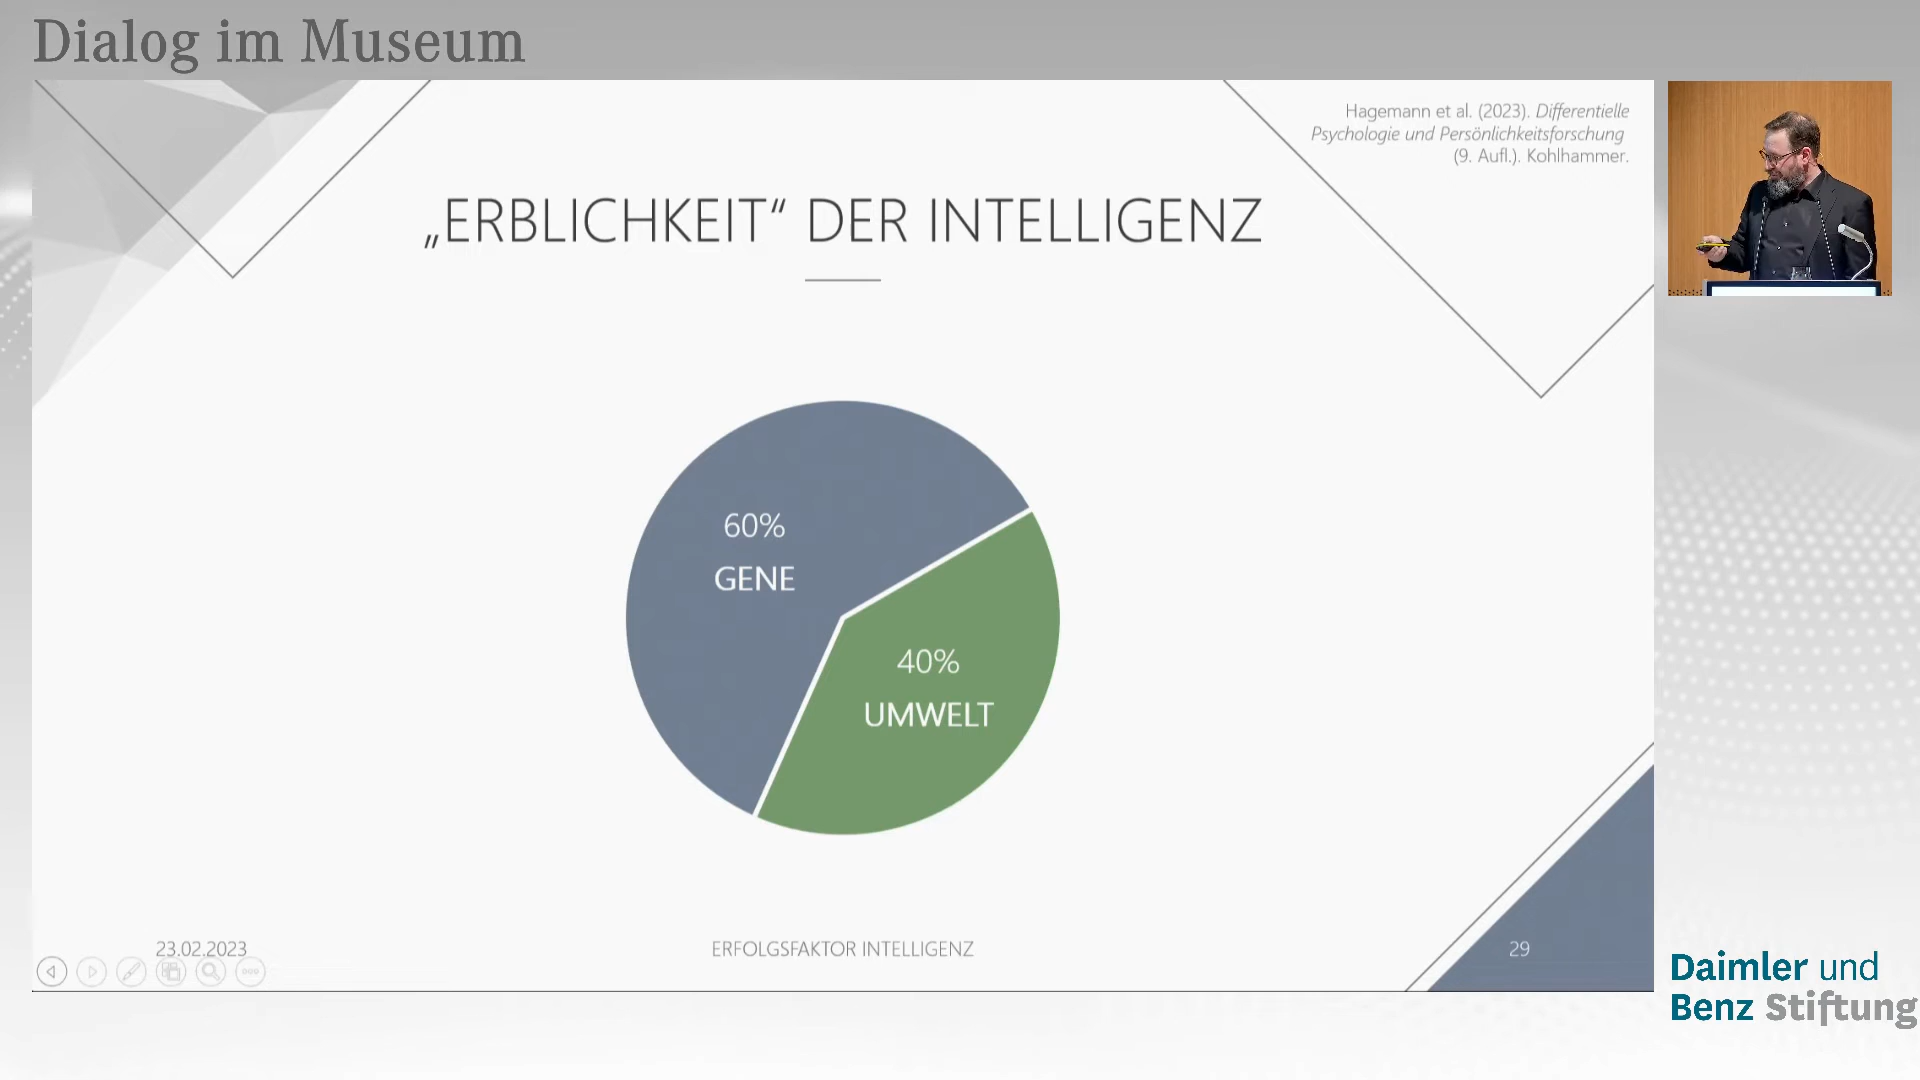 Dialog im Museum
Hagemann et al. (2023). Differentielle
Psychologie und Persönlichkeitsforschung
(9. Aufl.). Kohlhammer.
„ERBLICHKEIT“ DER INTELLIGENZ
60%
GENE
40%
UMWELT
23.02.2023
ERFOLGSFAKTOR INTELLIGENZ
29
Daimler und
Benz Stiftung